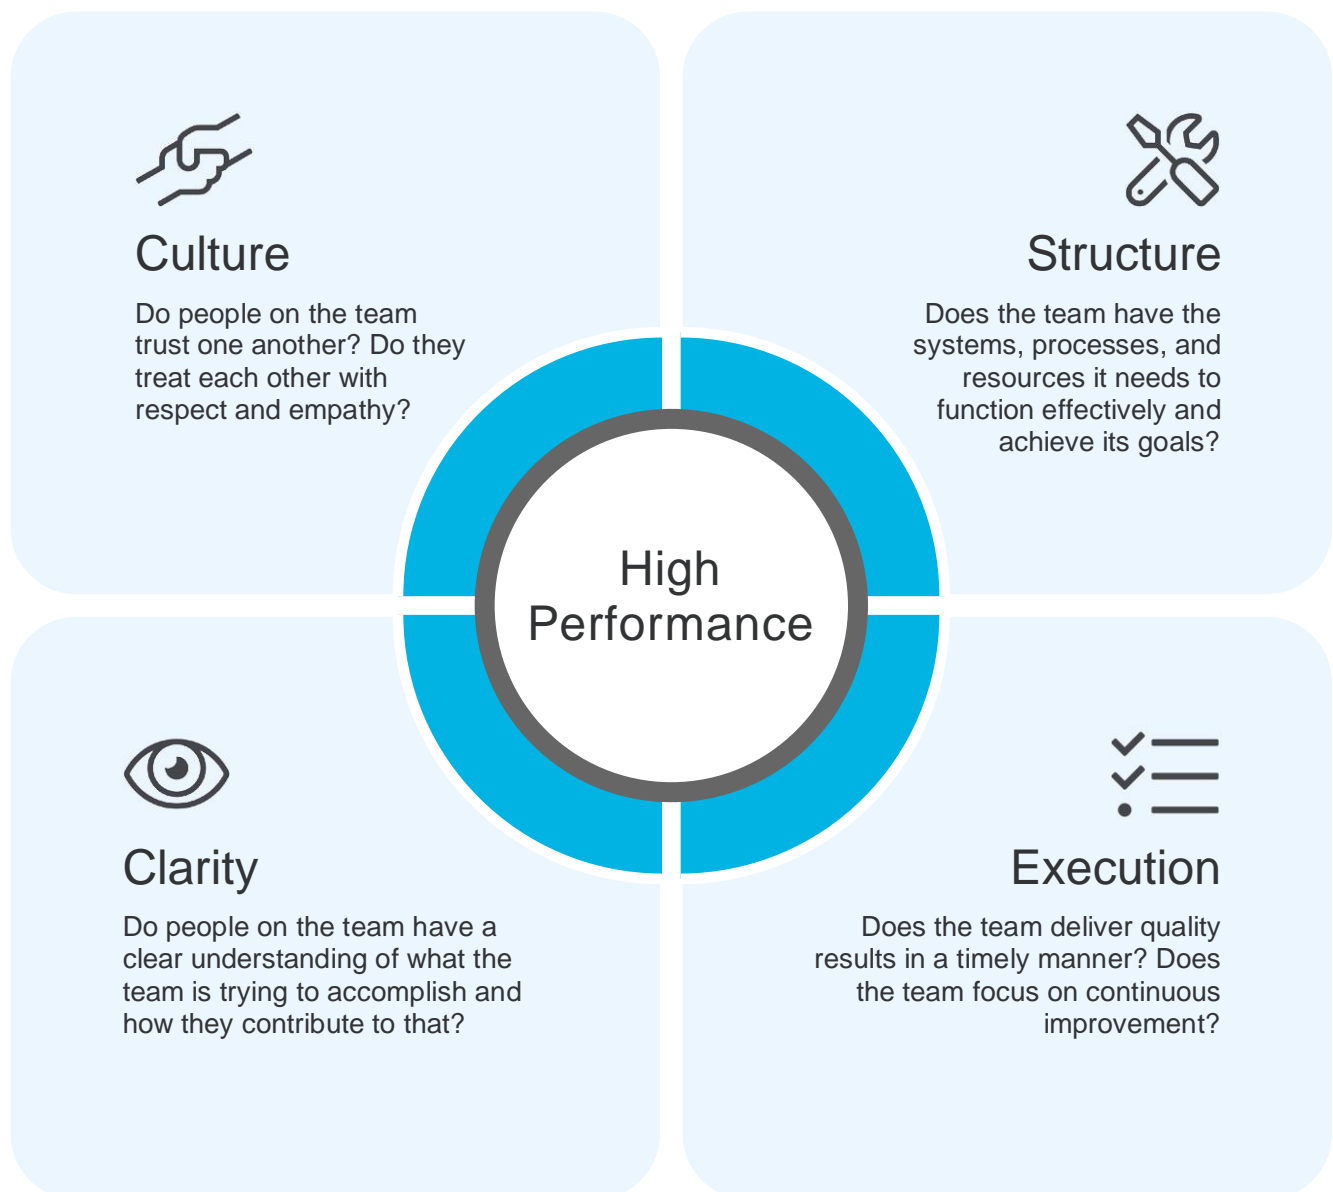 Culture
Do people on the team
trust one another? Do they
treat each other with
respect and empathy?
Structure
Does the team have the
systems, processes, and
resources it needs to
function effectively and
achieve its goals?
High
Performance
Clarity
Do people on the team have a
clear understanding of what the
team is trying to accomplish and
how they contribute to that?
Execution
Does the team deliver quality
results in a timely manner? Does
the team focus on continuous
improvement?